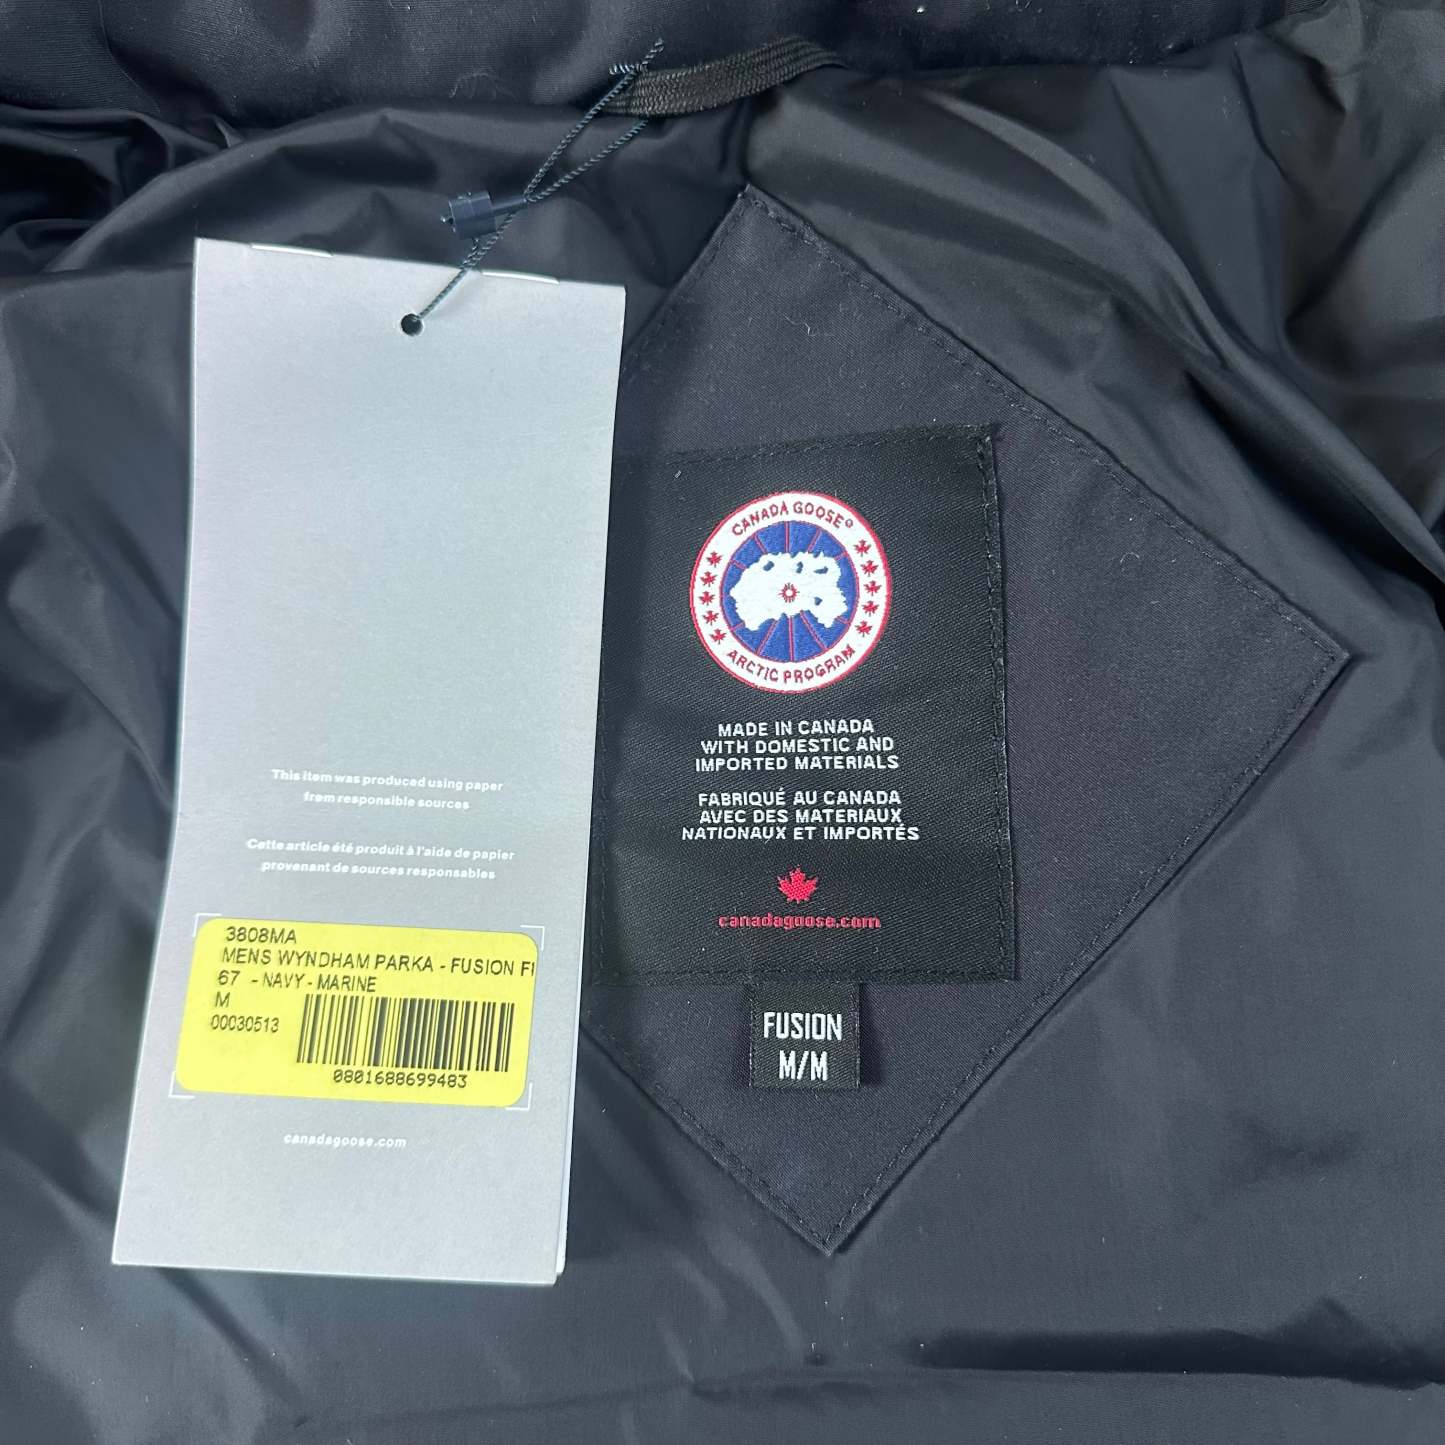 This item was produced using paper
from responsible sources
Cette article été produit à l'aide de papier
provenant de sources responsables
3808MA
MENS WYNDHAM PARKA - FUSION FI
67 - NAVY - MARINE
M
00030513
0801688699483
canadagoose.com
CANADA GOOSE®
ARCTIC PROGRAM
MADE IN CANADA
WITH DOMESTIC AND
IMPORTED MATERIALS
FABRIQUÉ AU CANADA
AVEC DES MATERIAUX
NATIONAUX ET IMPORTÉS
canadagoose.com
FUSION
M/M